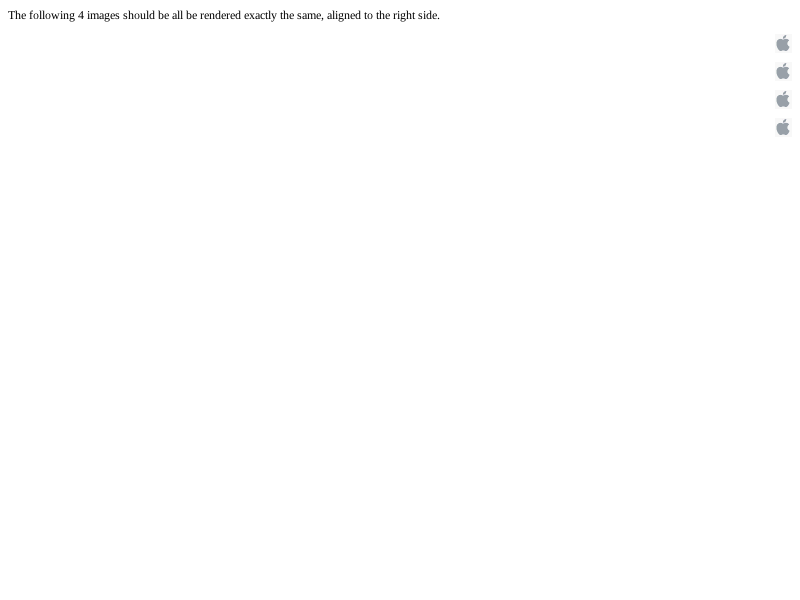 The following 4 images should be all be rendered exactly the same, aligned to the right side.